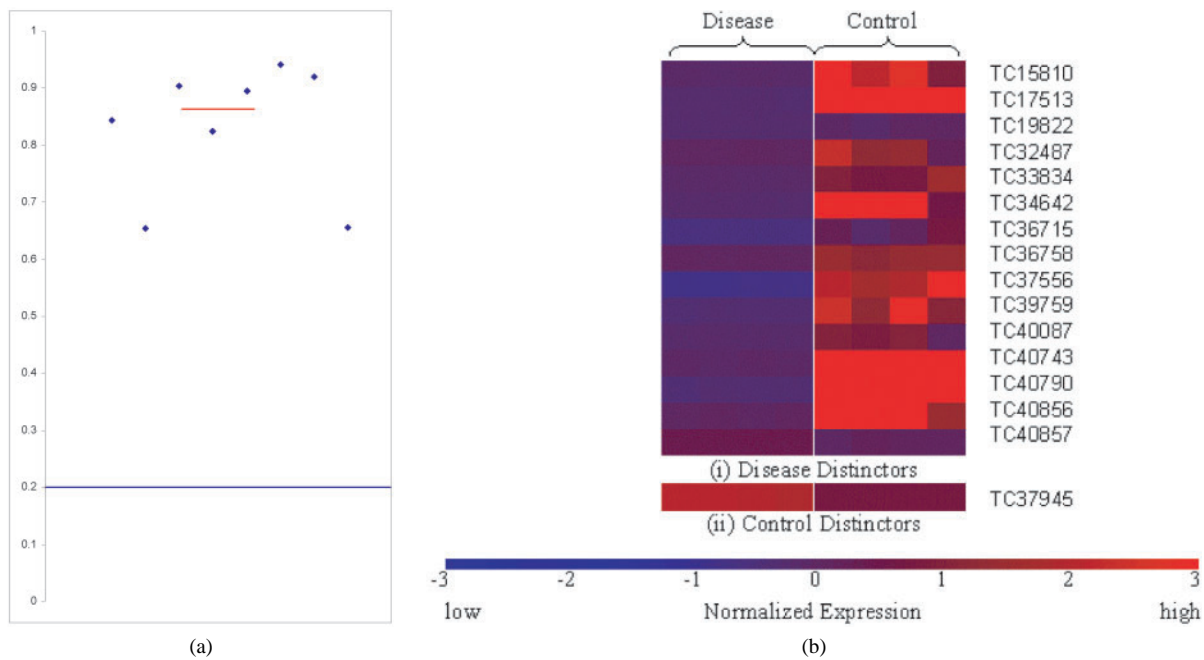 1
0.9
0.8
0.7
0.6
0.5
0.4
0.3
0.2
0.1
0
(a)
Disease Control
TC15810
TC17513
TC19822
TC32487
TC33834
TC34642
TC36715
TC36758
TC37556
TC39759
TC40087
TC40743
TC40790
TC40856
TC40857
(i) Disease Distinctors
TC37945
(ii) Control Distinctors
-3 -2 -1 0 1 2 3
low Normalized Expression high
(b)